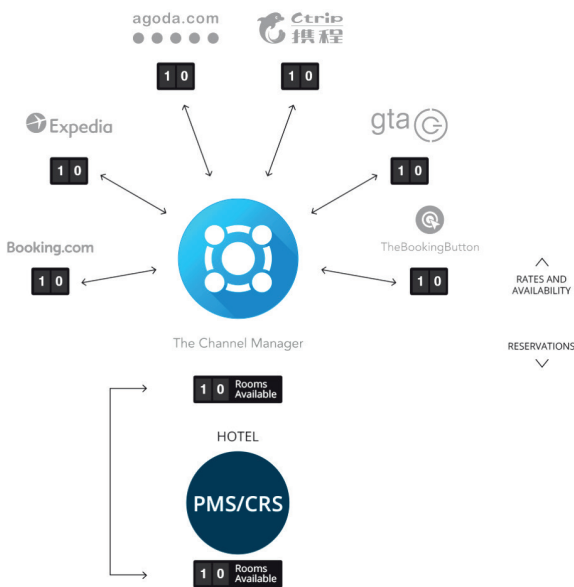 agoda.com
Ctrip
携程
10
10
Expedia
gta
10
10
Booking.com
TheBookingButton
10
10
RATES AND
AVAILABILITY
The Channel Manager
RESERVATIONS
10 Rooms
Available
HOTEL
PMS/CRS
10 Rooms
Available